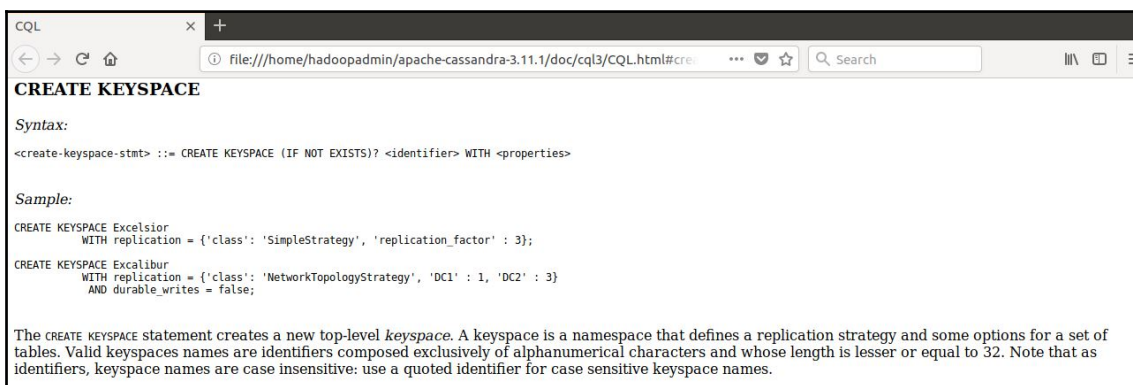 CQL
file:///home/hadoopadmin/apache-cassandra-3.11.1/doc/cql3/CQL.html#crea
Search
CREATE KEYSPACE
Syntax:
<create-keyspace-stmt> ::= CREATE KEYSPACE (IF NOT EXISTS)? <identifier> WITH <properties>
Sample:
CREATE KEYSPACE Excelsior
WITH replication = {'class': 'SimpleStrategy', 'replication_factor' : 3};
CREATE KEYSPACE Excalibur
WITH replication = {'class': 'NetworkTopologyStrategy', 'DC1' : 1, 'DC2' : 3}
AND durable_writes = false;
The CREATE KEYSPACE statement creates a new top-level keyspace. A keyspace is a namespace that defines a replication strategy and some options for a set of
tables. Valid keyspaces names are identifiers composed exclusively of alphanumerical characters and whose length is lesser or equal to 32. Note that as
identifiers, keyspace names are case insensitive: use a quoted identifier for case sensitive keyspace names.